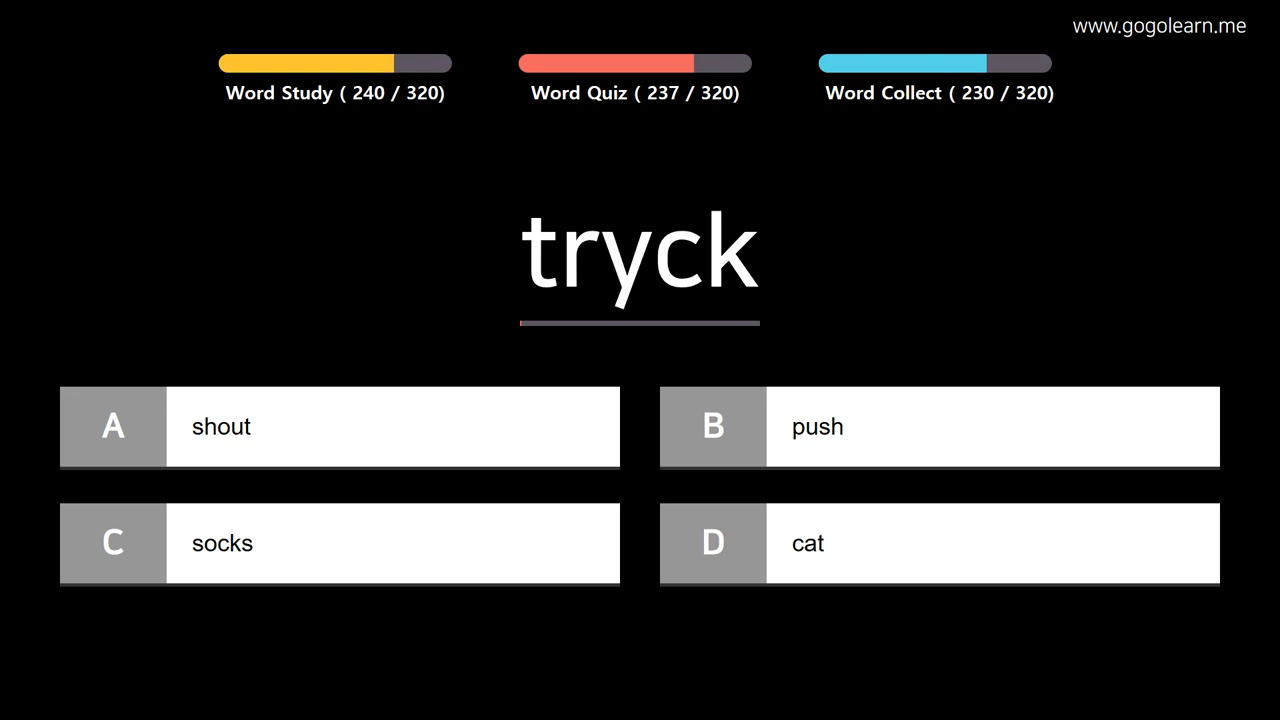 www.gogolearn.me
Word Study ( 240 / 320)
Word Quiz ( 237 / 320)
Word Collect ( 230 / 320)
tryck
A shout
B push
C socks
D cat